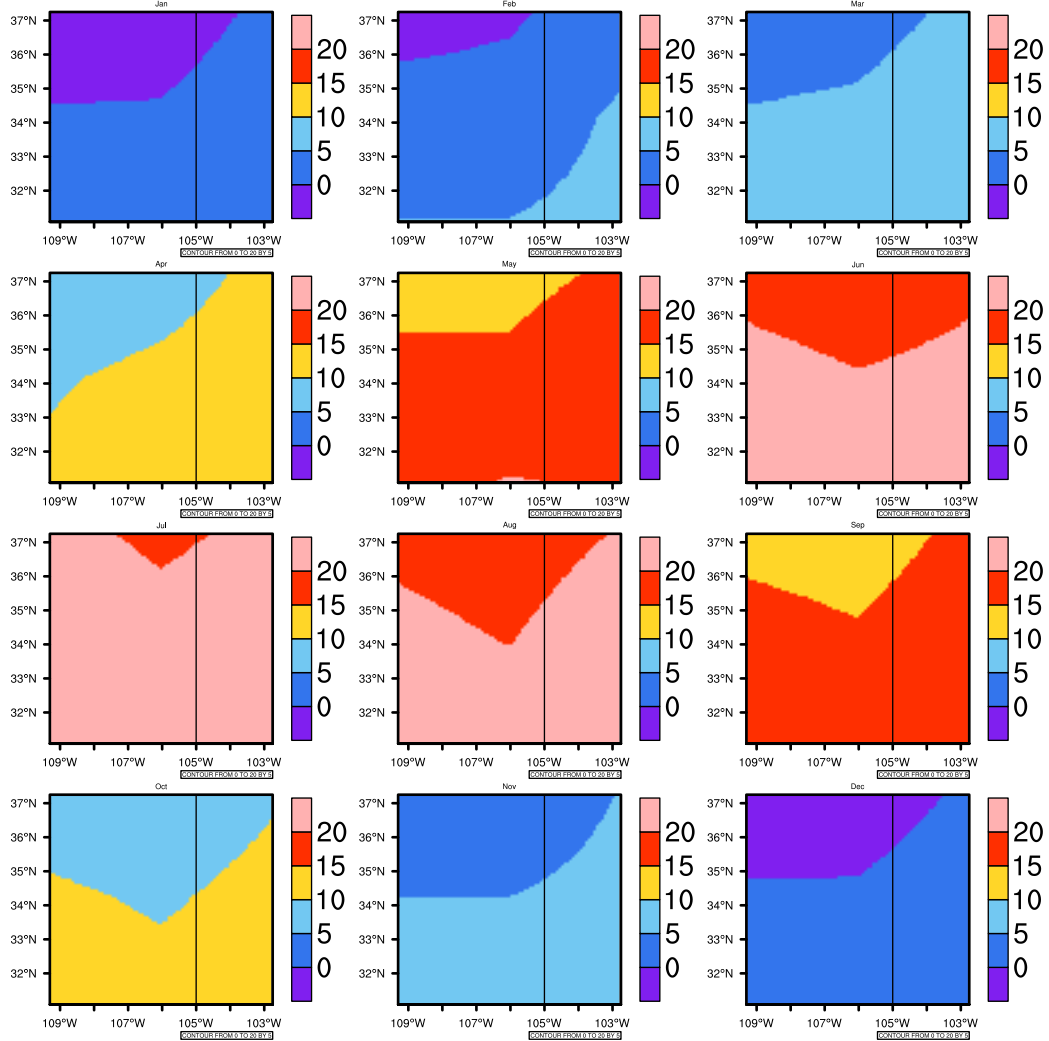 Jan Feb Mar
37°N 20 37°N 20 37°N 20
36°N 15 36°N 15 36°N 15
35°N 10 35°N 10 35°N 10
34°N 5 34°N 5 34°N 5
33°N 0 33°N 0 33°N 0
32°N 32°N 32°N
109°W 107°W 105°W 103°W 109°W 107°W 105°W 103°W 109°W 107°W 105°W 103°W
CONTOUR FROM 0 TO 20 BY 5 CONTOUR FROM 0 TO 20 BY 5 CONTOUR FROM 0 TO 20 BY 5
Apr May Jun
37°N 20 37°N 20 37°N 20
36°N 15 36°N 15 36°N 15
35°N 10 35°N 10 35°N 10
34°N 5 34°N 5 34°N 5
33°N 0 33°N 0 33°N 0
32°N 32°N 32°N
109°W 107°W 105°W 103°W 109°W 107°W 105°W 103°W 109°W 107°W 105°W 103°W
CONTOUR FROM 0 TO 20 BY 5 CONTOUR FROM 0 TO 20 BY 5 CONTOUR FROM 0 TO 20 BY 5
Jul Aug Sep
37°N 20 37°N 20 37°N 20
36°N 15 36°N 15 36°N 15
35°N 10 35°N 10 35°N 10
34°N 5 34°N 5 34°N 5
33°N 0 33°N 0 33°N 0
32°N 32°N 32°N
109°W 107°W 105°W 103°W 109°W 107°W 105°W 103°W 109°W 107°W 105°W 103°W
CONTOUR FROM 0 TO 20 BY 5 CONTOUR FROM 0 TO 20 BY 5 CONTOUR FROM 0 TO 20 BY 5
Oct Nov Dec
37°N 20 37°N 20 37°N 20
36°N 15 36°N 15 36°N 15
35°N 10 35°N 10 35°N 10
34°N 5 34°N 5 34°N 5
33°N 0 33°N 0 33°N 0
32°N 32°N 32°N
109°W 107°W 105°W 103°W 109°W 107°W 105°W 103°W 109°W 107°W 105°W 103°W
CONTOUR FROM 0 TO 20 BY 5 CONTOUR FROM 0 TO 20 BY 5 CONTOUR FROM 0 TO 20 BY 5